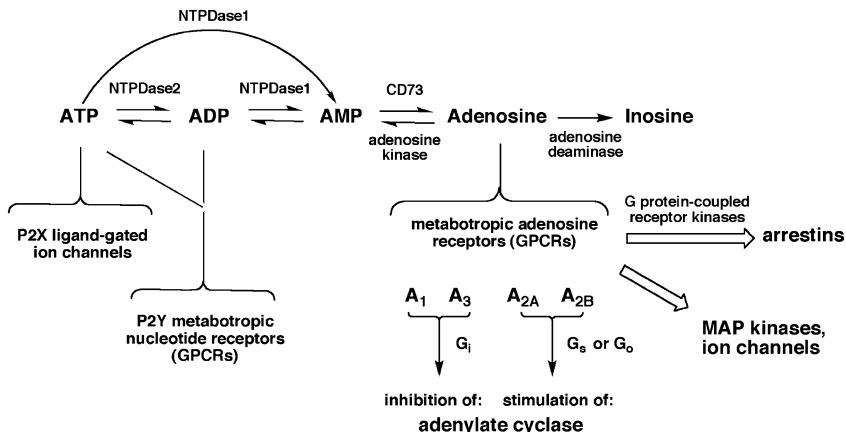 NTPDase1
NTPDase2
NTPDase1
CD73
ATP
ADP
AMP
Adenosine
Inosine
adenosine
kinase
adenosine
deaminase
P2X ligand-gated
ion channels
metabotropic adenosine
receptors (GPCRs)
G protein-coupled
receptor kinases
arrestins
P2Y metabotropic
nucleotide receptors
(GPCRs)
A1 A3 A2A A2B
MAP kinases,
ion channels
Gi
Gs or Go
inhibition of: stimulation of:
adenylate cyclase